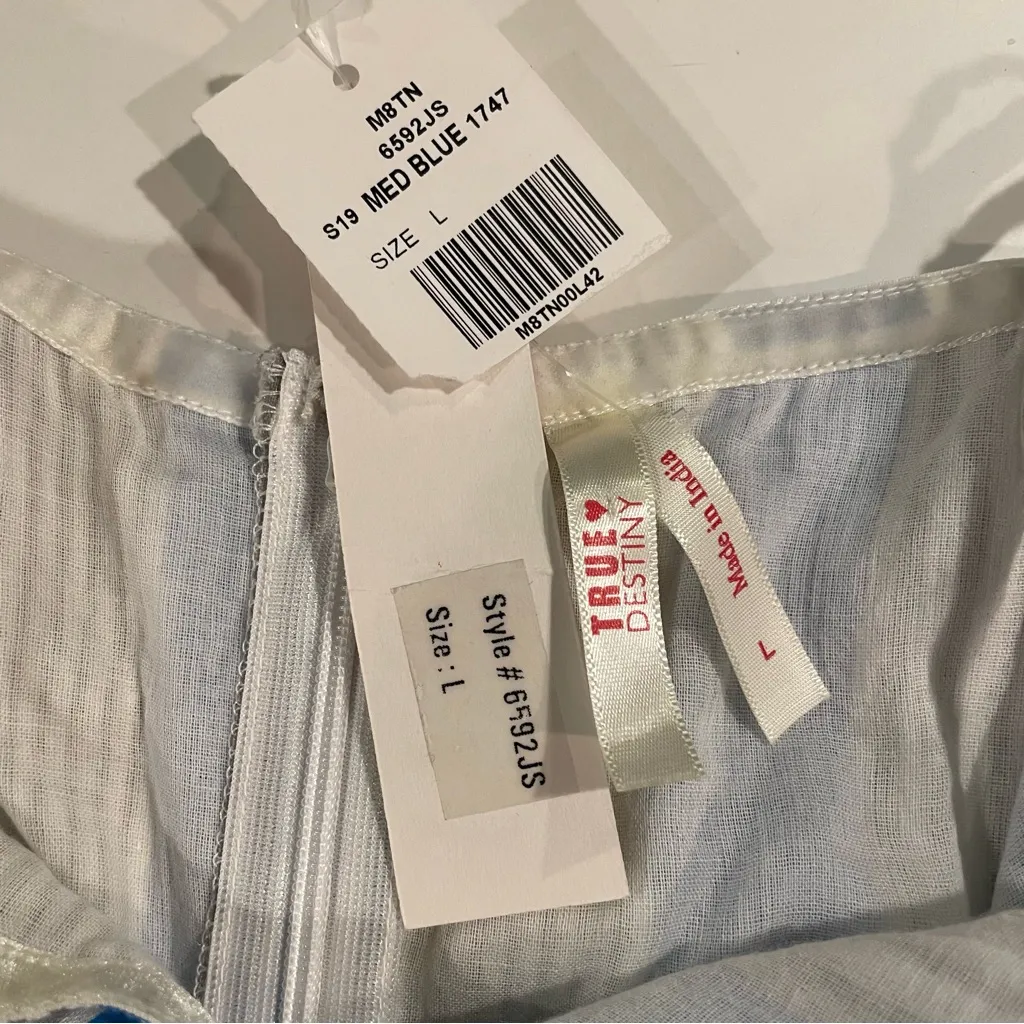 M8TN
6592JS
S19 MED BLUE 1747
SIZE L
M8TN00L42
Style # 6592JS
Size : L
TRUE♥
DESTINY
Made in India
L